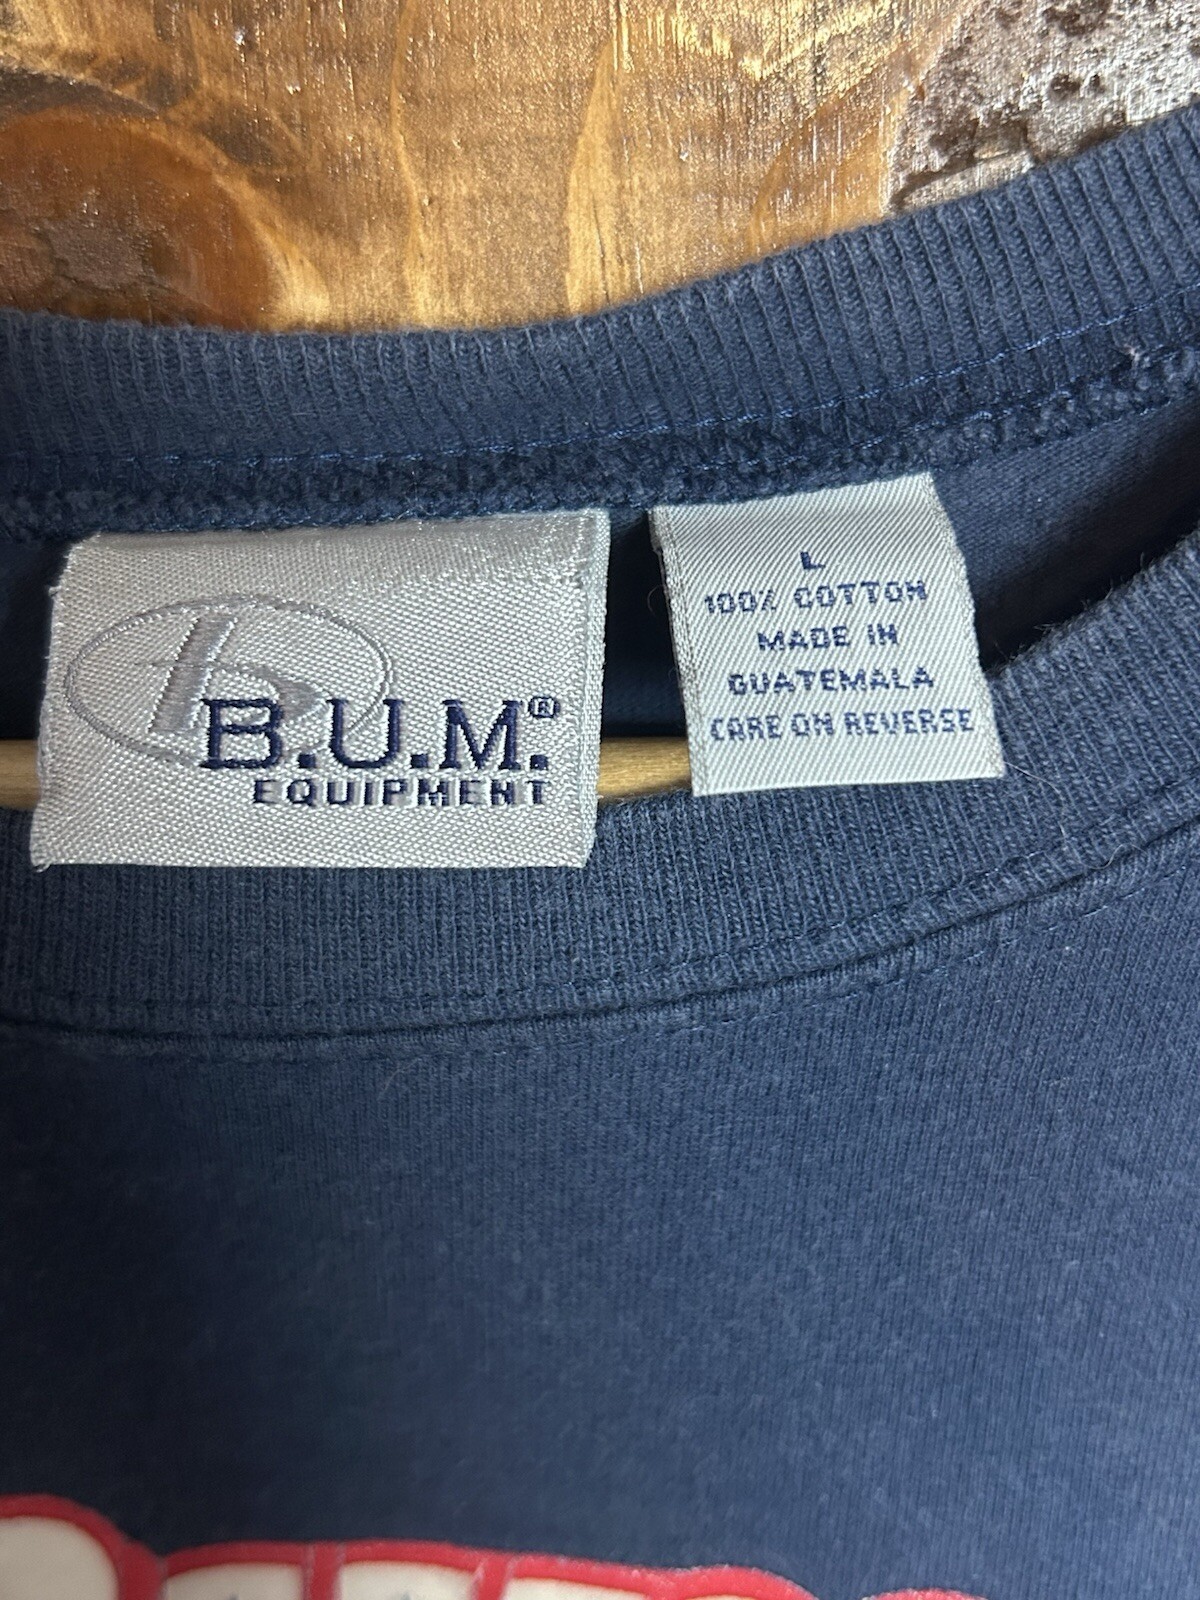 b
B.U.M.®
EQUIPMENT
L
100% COTTON
MADE IN
GUATEMALA
CARE ON REVERSE